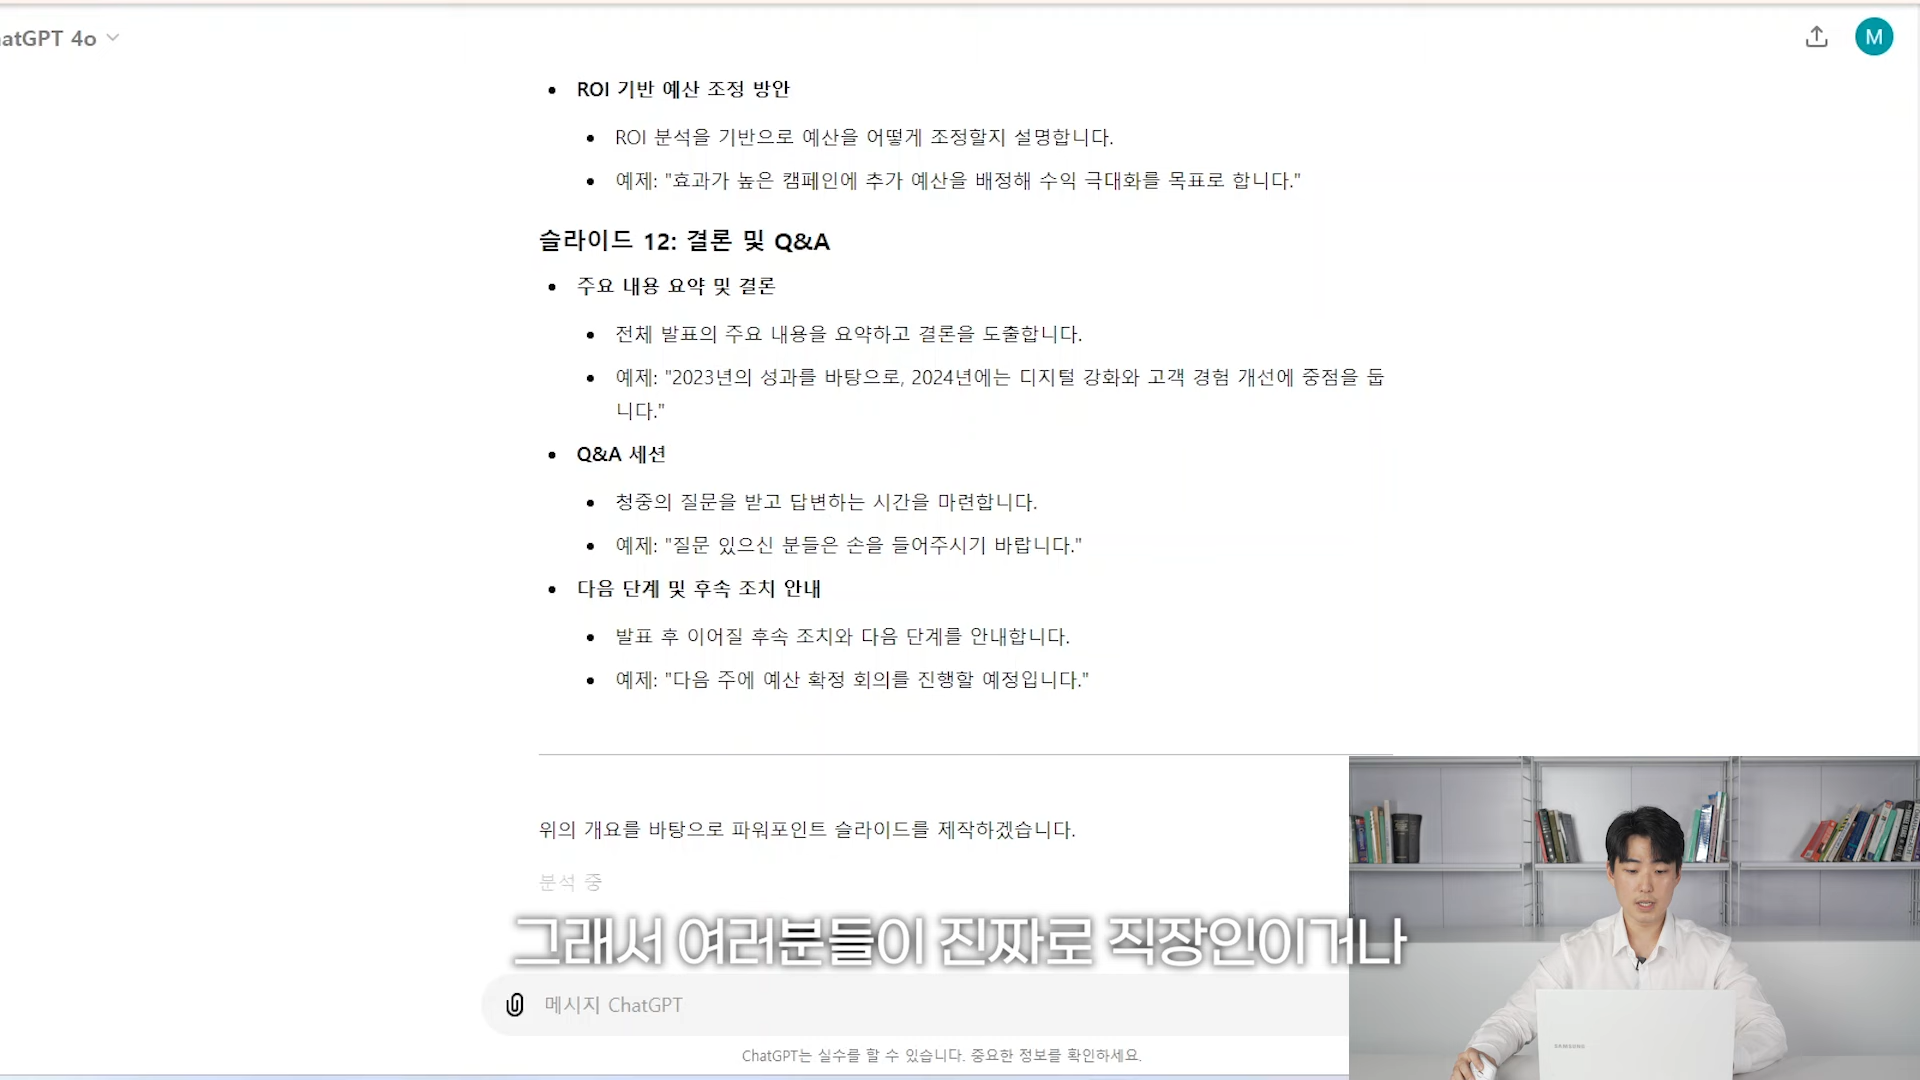 atGPT 4o
M
ROI 기반 예산 조정 방안
ROI 분석을 기반으로 예산을 어떻게 조정할지 설명합니다.
예제: "효과가 높은 캠페인에 추가 예산을 배정해 수익 극대화를 목표로 합니다."
슬라이드 12: 결론 및 Q&A
주요 내용 요약 및 결론
전체 발표의 주요 내용을 요약하고 결론을 도출합니다.
예제: "2023년의 성과를 바탕으로, 2024년에는 디지털 강화와 고객 경험 개선에 중점을 둡
니다."
Q&A 세션
청중의 질문을 받고 답변하는 시간을 마련합니다.
예제: "질문 있으신 분들은 손을 들어주시기 바랍니다."
다음 단계 및 후속 조치 안내
발표 후 이어질 후속 조치와 다음 단계를 안내합니다.
예제: "다음 주에 예산 확정 회의를 진행할 예정입니다."
위의 개요를 바탕으로 파워포인트 슬라이드를 제작하겠습니다.
분석 중
그래서 여러분들이 진짜로 직장인이거나
메시지 ChatGPT
ChatGPT는 실수를 할 수 있습니다. 중요한 정보를 확인하세요.
SAMSUNG